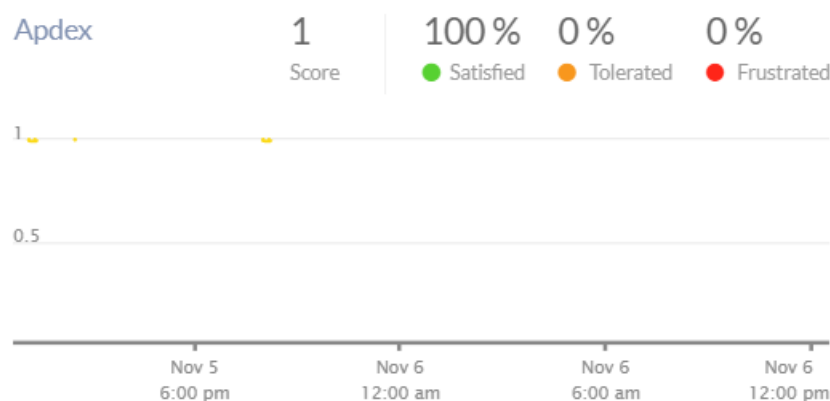 Apdex 1 100 % 0 % 0 %
Score Satisfied Tolerated Frustrated
1
0.5
Nov 5 Nov 6 Nov 6 Nov 6
6:00 pm 12:00 am 6:00 am 12:00 pm